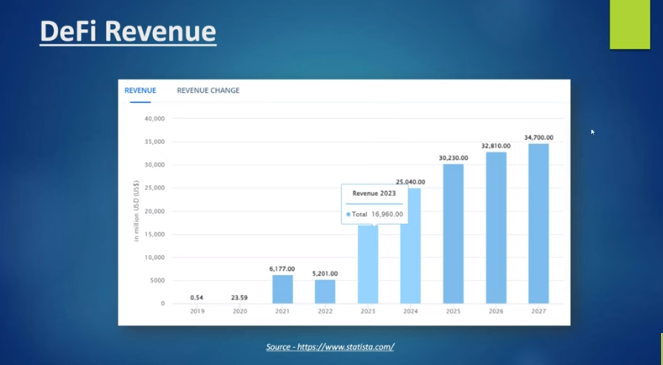 DeFi Revenue
REVENUE REVENUE CHANGE
in million USD (US$)
40,000
35,000
30,000
25,000
20,000
15,000
10,000
5000
0
0.54
23.59
6,177.00
5,201.00
Revenue 2023
Total 16,960.00
25,040.00
30,230.00
32,810.00
34,700.00
2019 2020 2021 2022 2023 2024 2025 2026 2027
Source - https://www.statista.com/